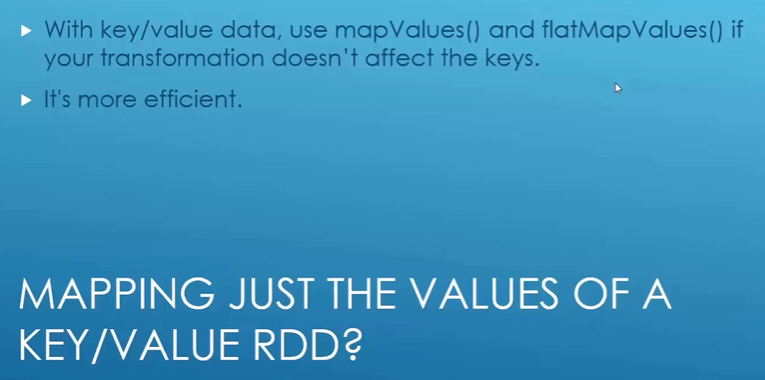 With key/value data, use mapValues() and flatMapValues() if
your transformation doesn’t affect the keys.
It's more efficient.
MAPPING JUST THE VALUES OF A
KEY/VALUE RDD?